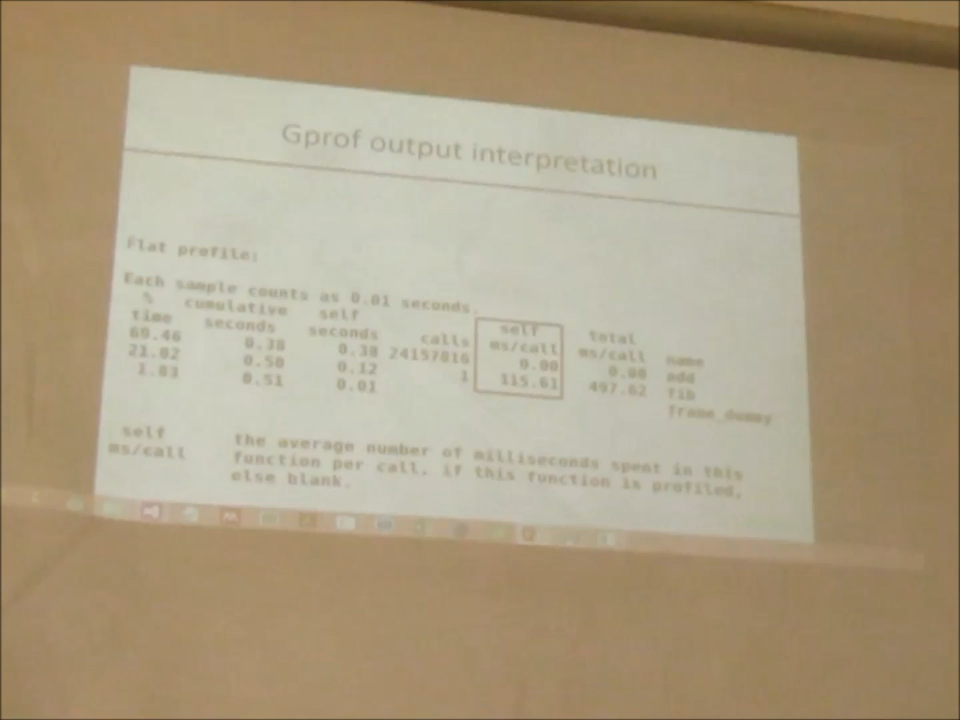 Gprof output interpretation
Flat profile:
Each sample counts as 0.01 seconds.
% cumulative self self total
time seconds seconds calls ms/call ms/call name
69.46 0.38 0.38 24157816 0.00 0.00 add
21.02 0.50 0.12 1 115.61 497.62 fib
1.03 0.51 0.01 frame_dummy
self the average number of milliseconds spent in this
ms/call function per call, if this function is profiled,
else blank.